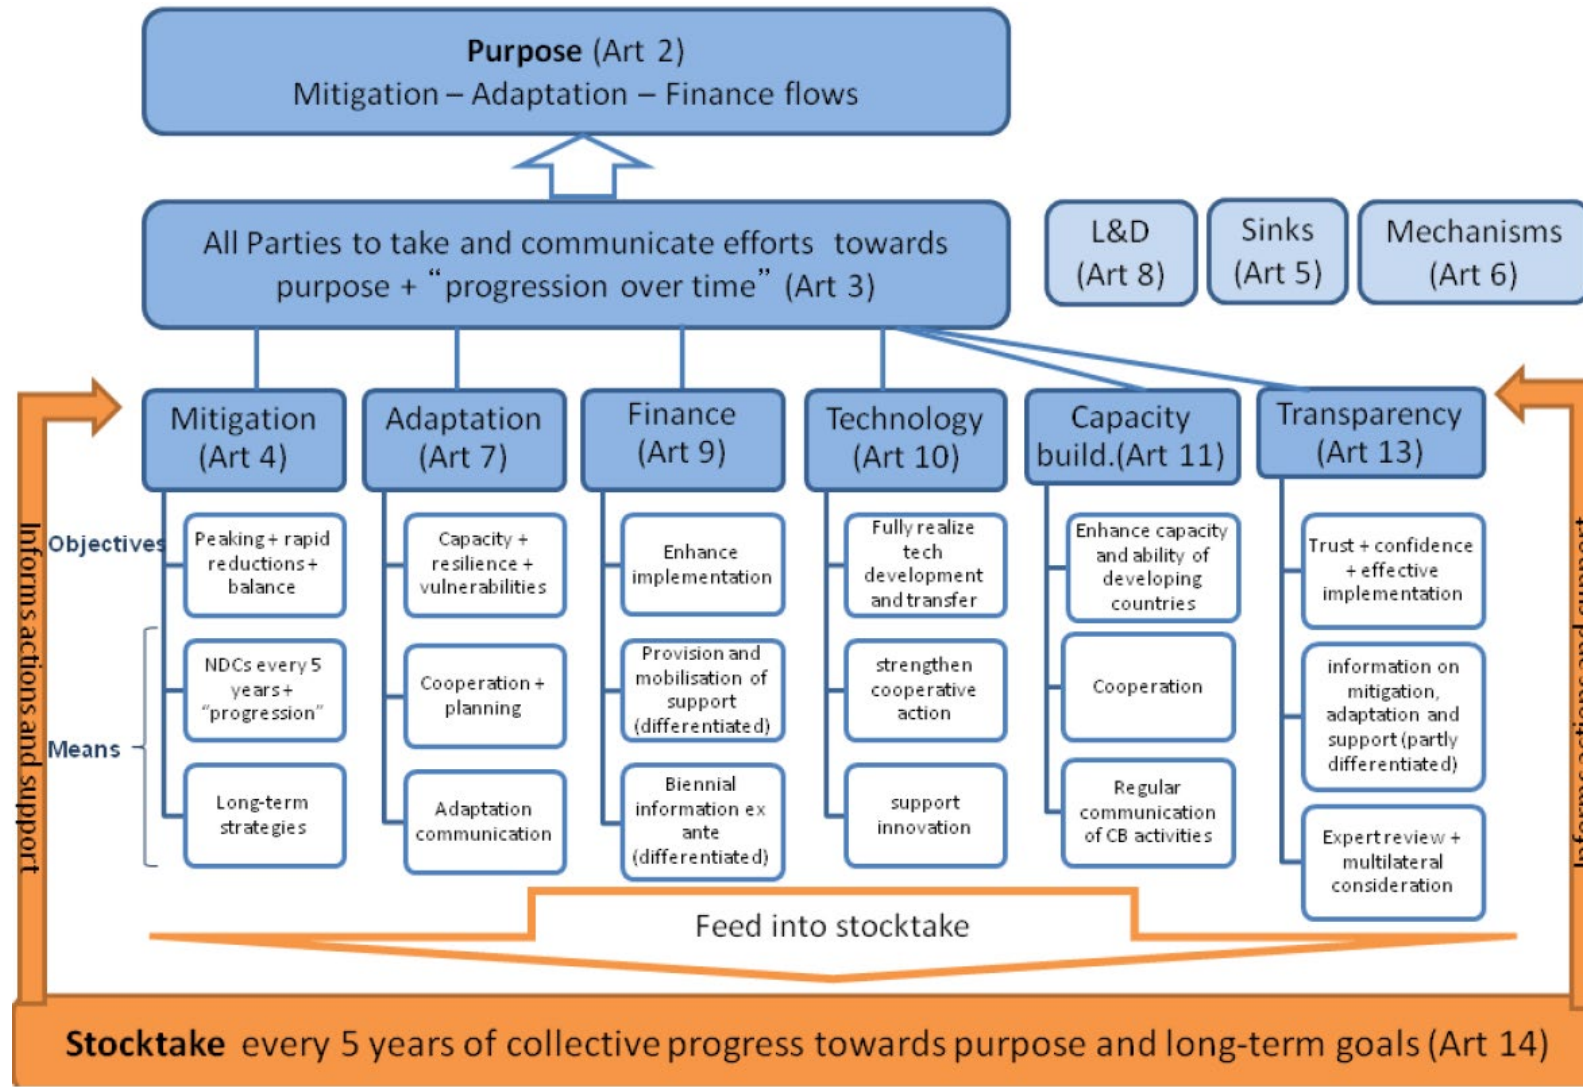 Purpose (Art 2)
Mitigation – Adaptation – Finance flows
All Parties to take and communicate efforts towards
purpose + “progression over time” (Art 3)
L&D
(Art 8)
Sinks
(Art 5)
Mechanisms
(Art 6)
Mitigation
(Art 4)
Adaptation
(Art 7)
Finance
(Art 9)
Technology
(Art 10)
Capacity
build.(Art 11)
Transparency
(Art 13)
Objectives
Peaking + rapid
reductions +
balance
Capacity +
resilience +
vulnerabilities
Enhance
implementation
Fully realize
tech
development
and transfer
Enhance capacity
and ability of
developing
countries
Trust + confidence
+ effective
implementation
Means
NDCs every 5
years +
“progression”
Cooperation +
planning
Provision and
mobilisation of
support
(differentiated)
strengthen
cooperative
action
Cooperation
information on
mitigation,
adaptation and
support (partly
differentiated)
Long-term
strategies
Adaptation
communication
Biennial
information ex
ante
(differentiated)
support
innovation
Regular
communication
of CB activities
Expert review +
multilateral
consideration
Informs actions and support
Feed into stocktake
Stocktake every 5 years of collective progress towards purpose and long-term goals (Art 14)